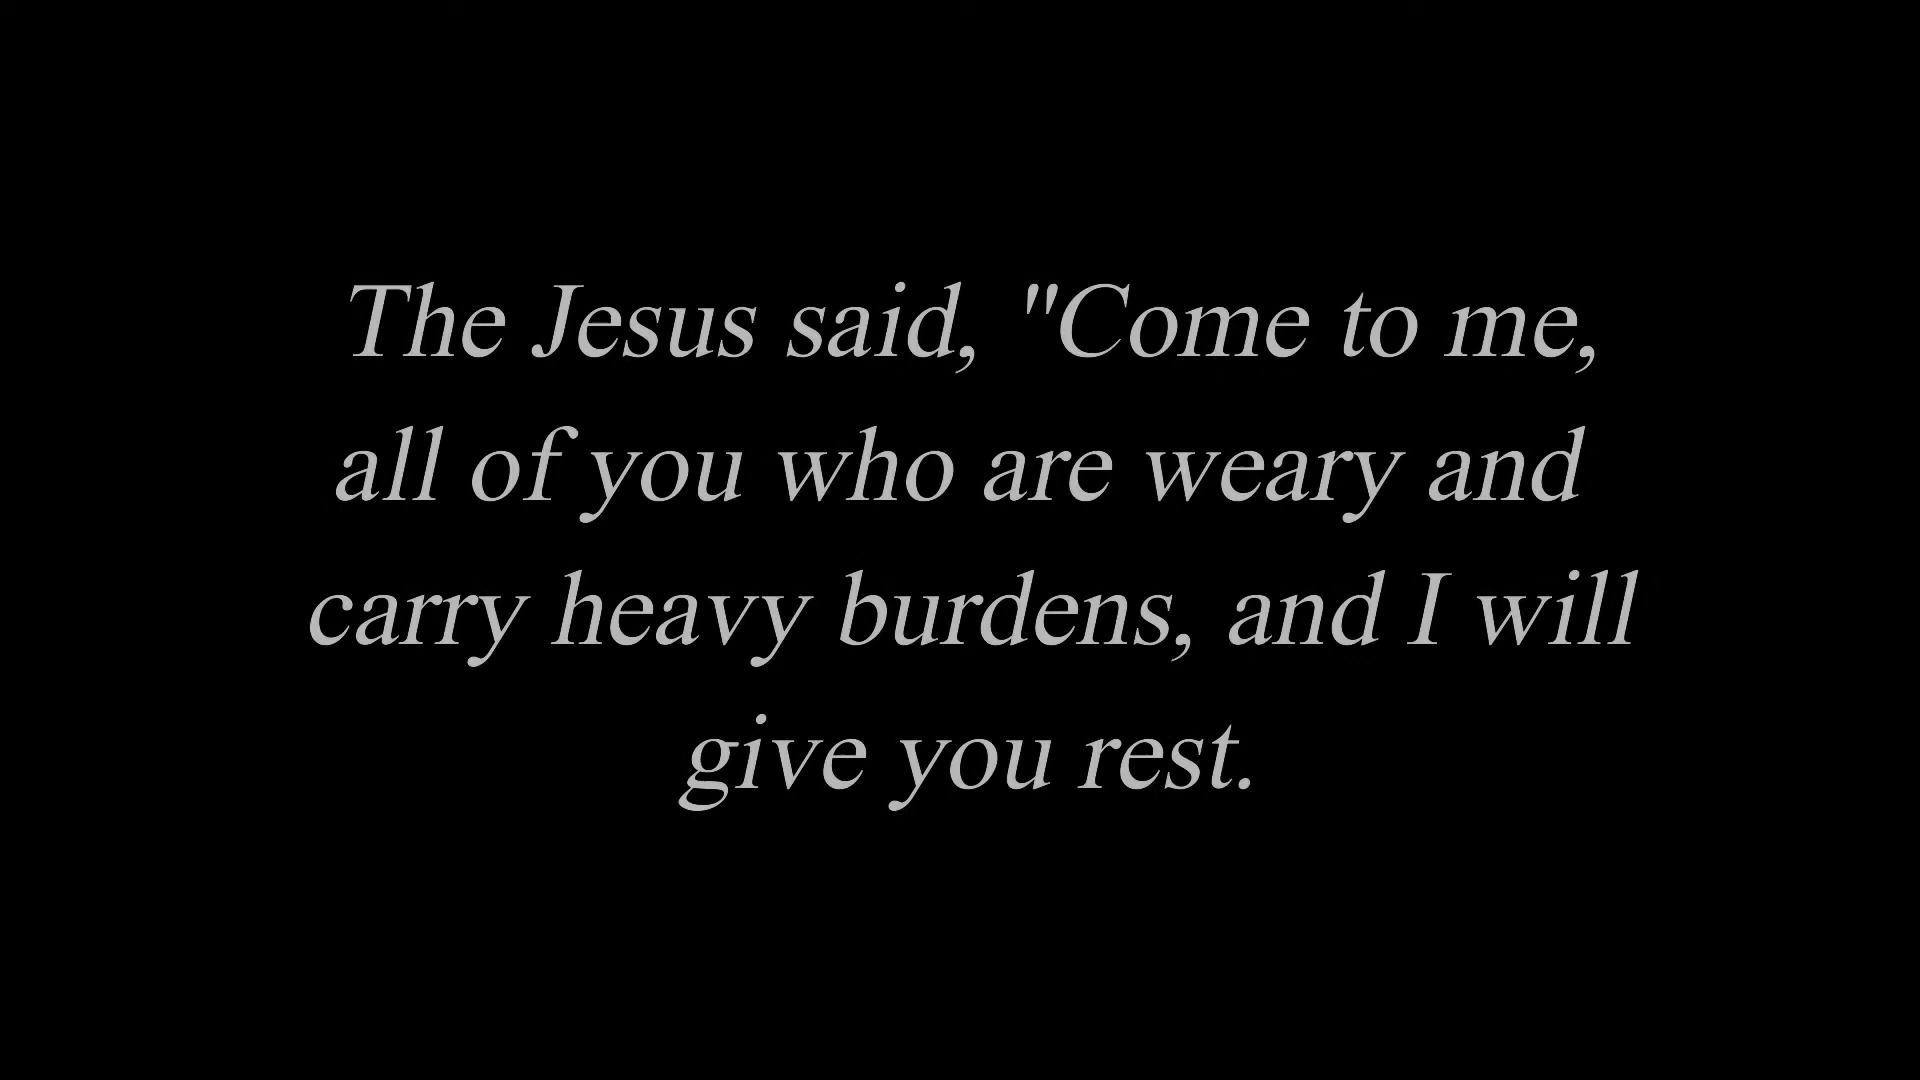 The Jesus said, "Come to me,
all of you who are weary and
carry heavy burdens, and I will
give you rest.